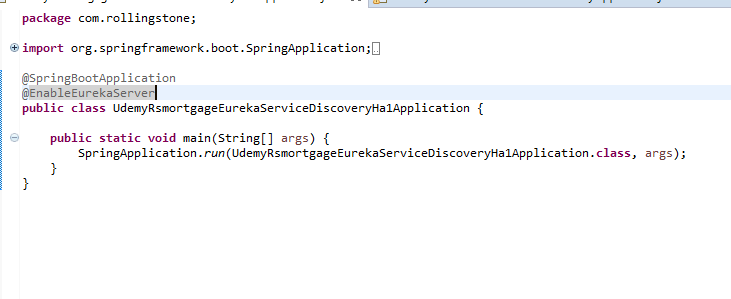 package com.rollingstone;
import org.springframework.boot.SpringApplication;
@SpringBootApplication
@EnableEurekaServer
public class UdemyRsmortgageEurekaServiceDiscoveryHa1Application {
public static void main(String[] args) {
SpringApplication.run(UdemyRsmortgageEurekaServiceDiscoveryHa1Application.class, args);
}
}